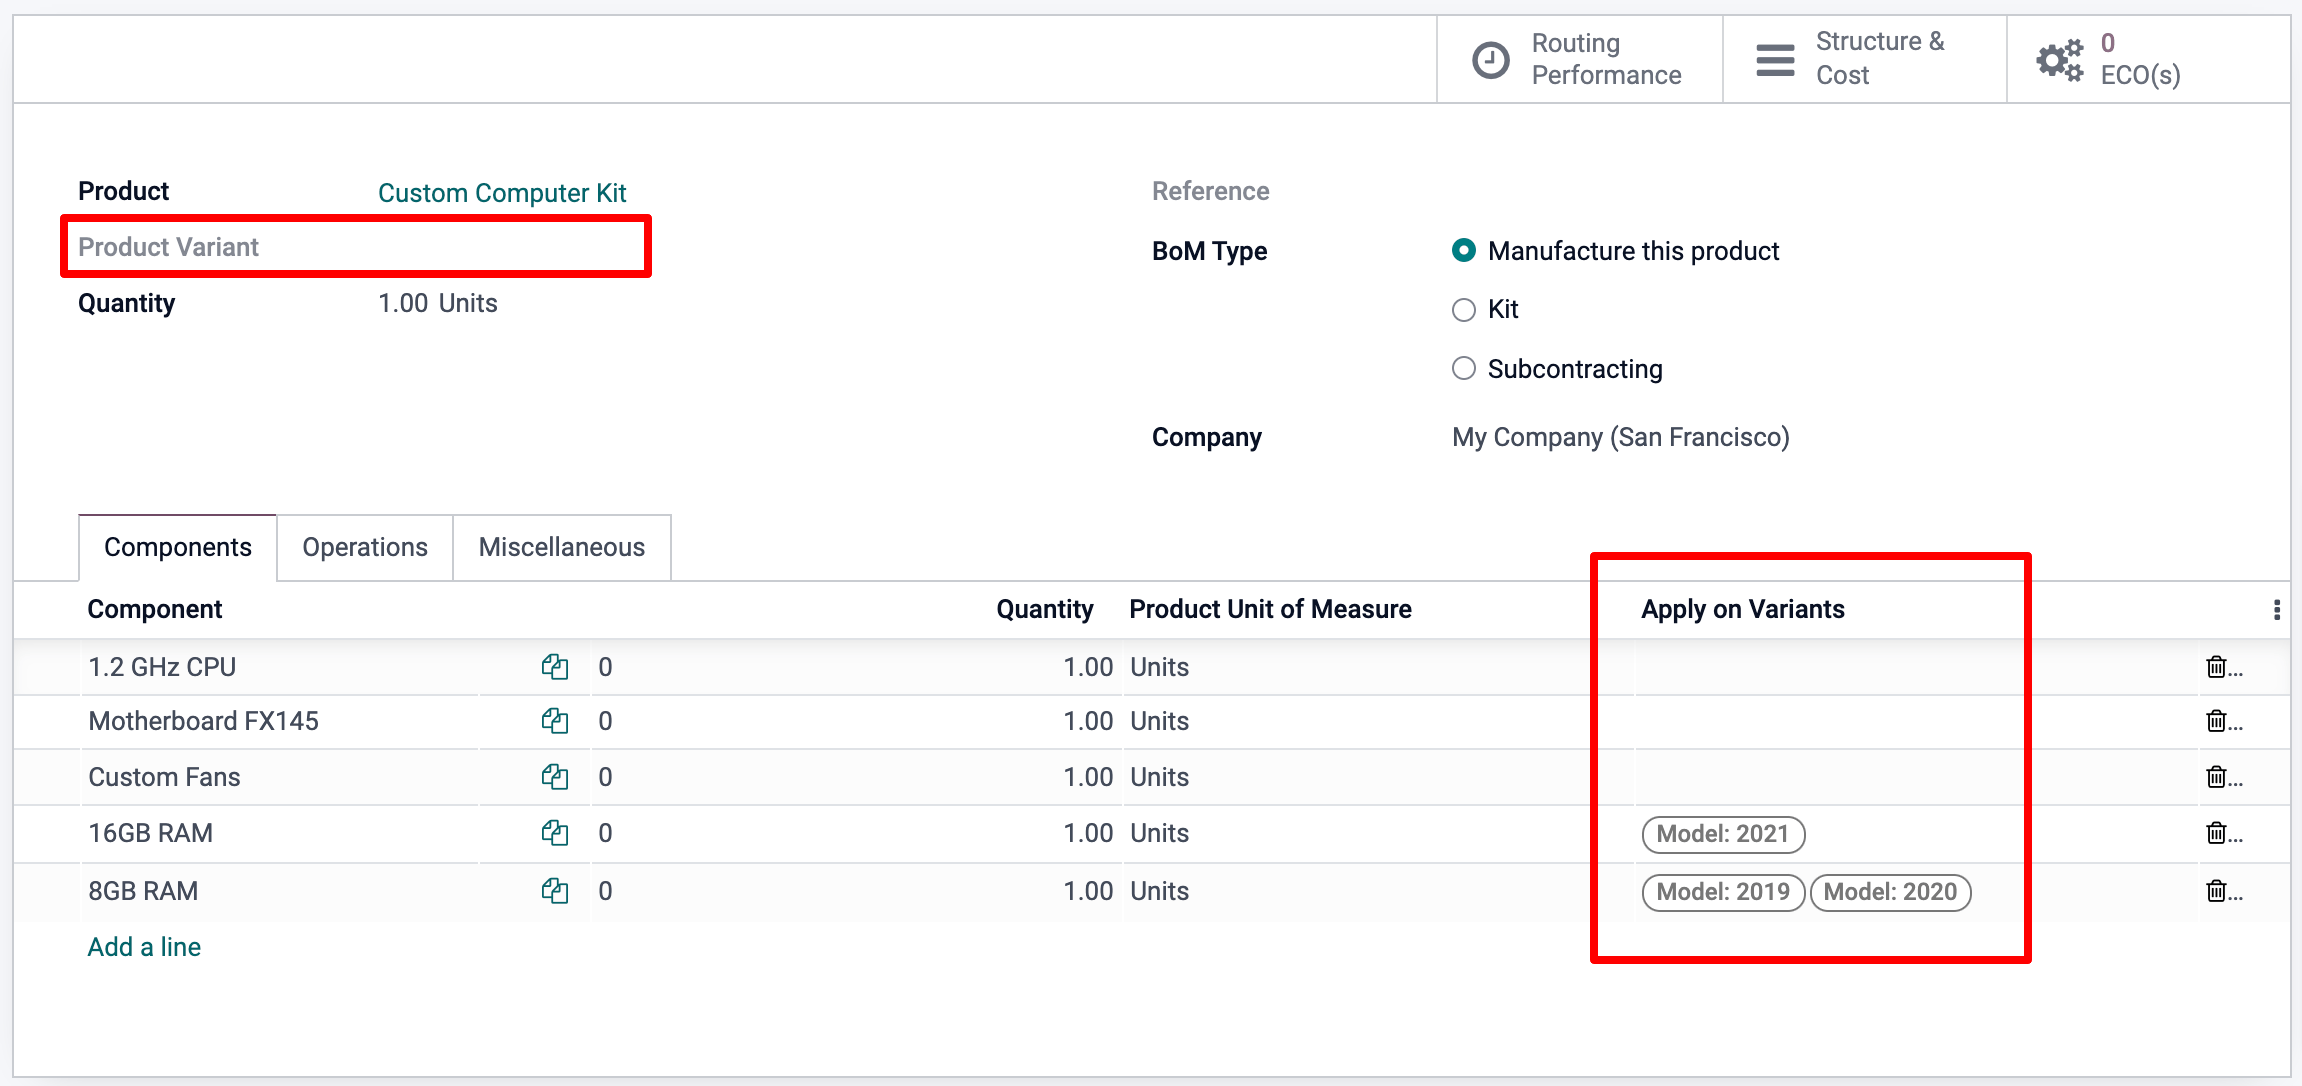 Routing
Performance
Structure &
Cost
0
ECO(s)
Product Custom Computer Kit
Product Variant
Quantity 1.00 Units
Reference
BoM Type Manufacture this product
Kit
Subcontracting
Company My Company (San Francisco)
Components Operations Miscellaneous
Component Quantity Product Unit of Measure Apply on Variants
1.2 GHz CPU 0 1.00 Units ...
Motherboard FX145 0 1.00 Units ...
Custom Fans 0 1.00 Units ...
16GB RAM 0 1.00 Units Model: 2021 ...
8GB RAM 0 1.00 Units Model: 2019 Model: 2020 ...
Add a line